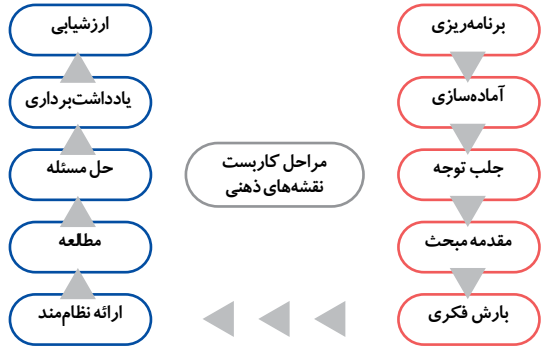 مراحل کاربست
نقشه‌های ذهنی
برنامه‌ریزی
آماده‌سازی
جلب توجه
مقدمه مبحث
بارش فکری
ارائه نظام‌مند
مطالعه
حل مسئله
یادداشت‌برداری
ارزشیابی